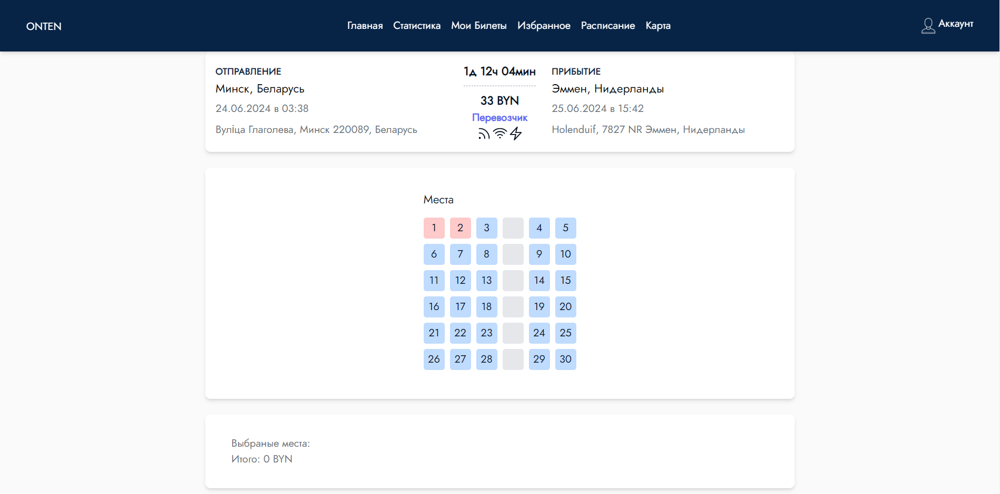 ONTEN
Главная Статистика Мои Билеты Избранное Расписание Карта
Аккаунт
ОТПРАВЛЕНИЕ
Минск, Беларусь
24.06.2024 в 03:38
Вуліца Глаголева, Минск 220089, Беларусь
1д 12ч 04мин
33 BYN
Перевозчик
ПРИБЫТИЕ
Эммен, Нидерланды
25.06.2024 в 15:42
Holenduif, 7827 NR Эммен, Нидерланды
Места
1 2 3 4 5
6 7 8 9 10
11 12 13 14 15
16 17 18 19 20
21 22 23 24 25
26 27 28 29 30
Выбраные места:
Итого: 0 BYN